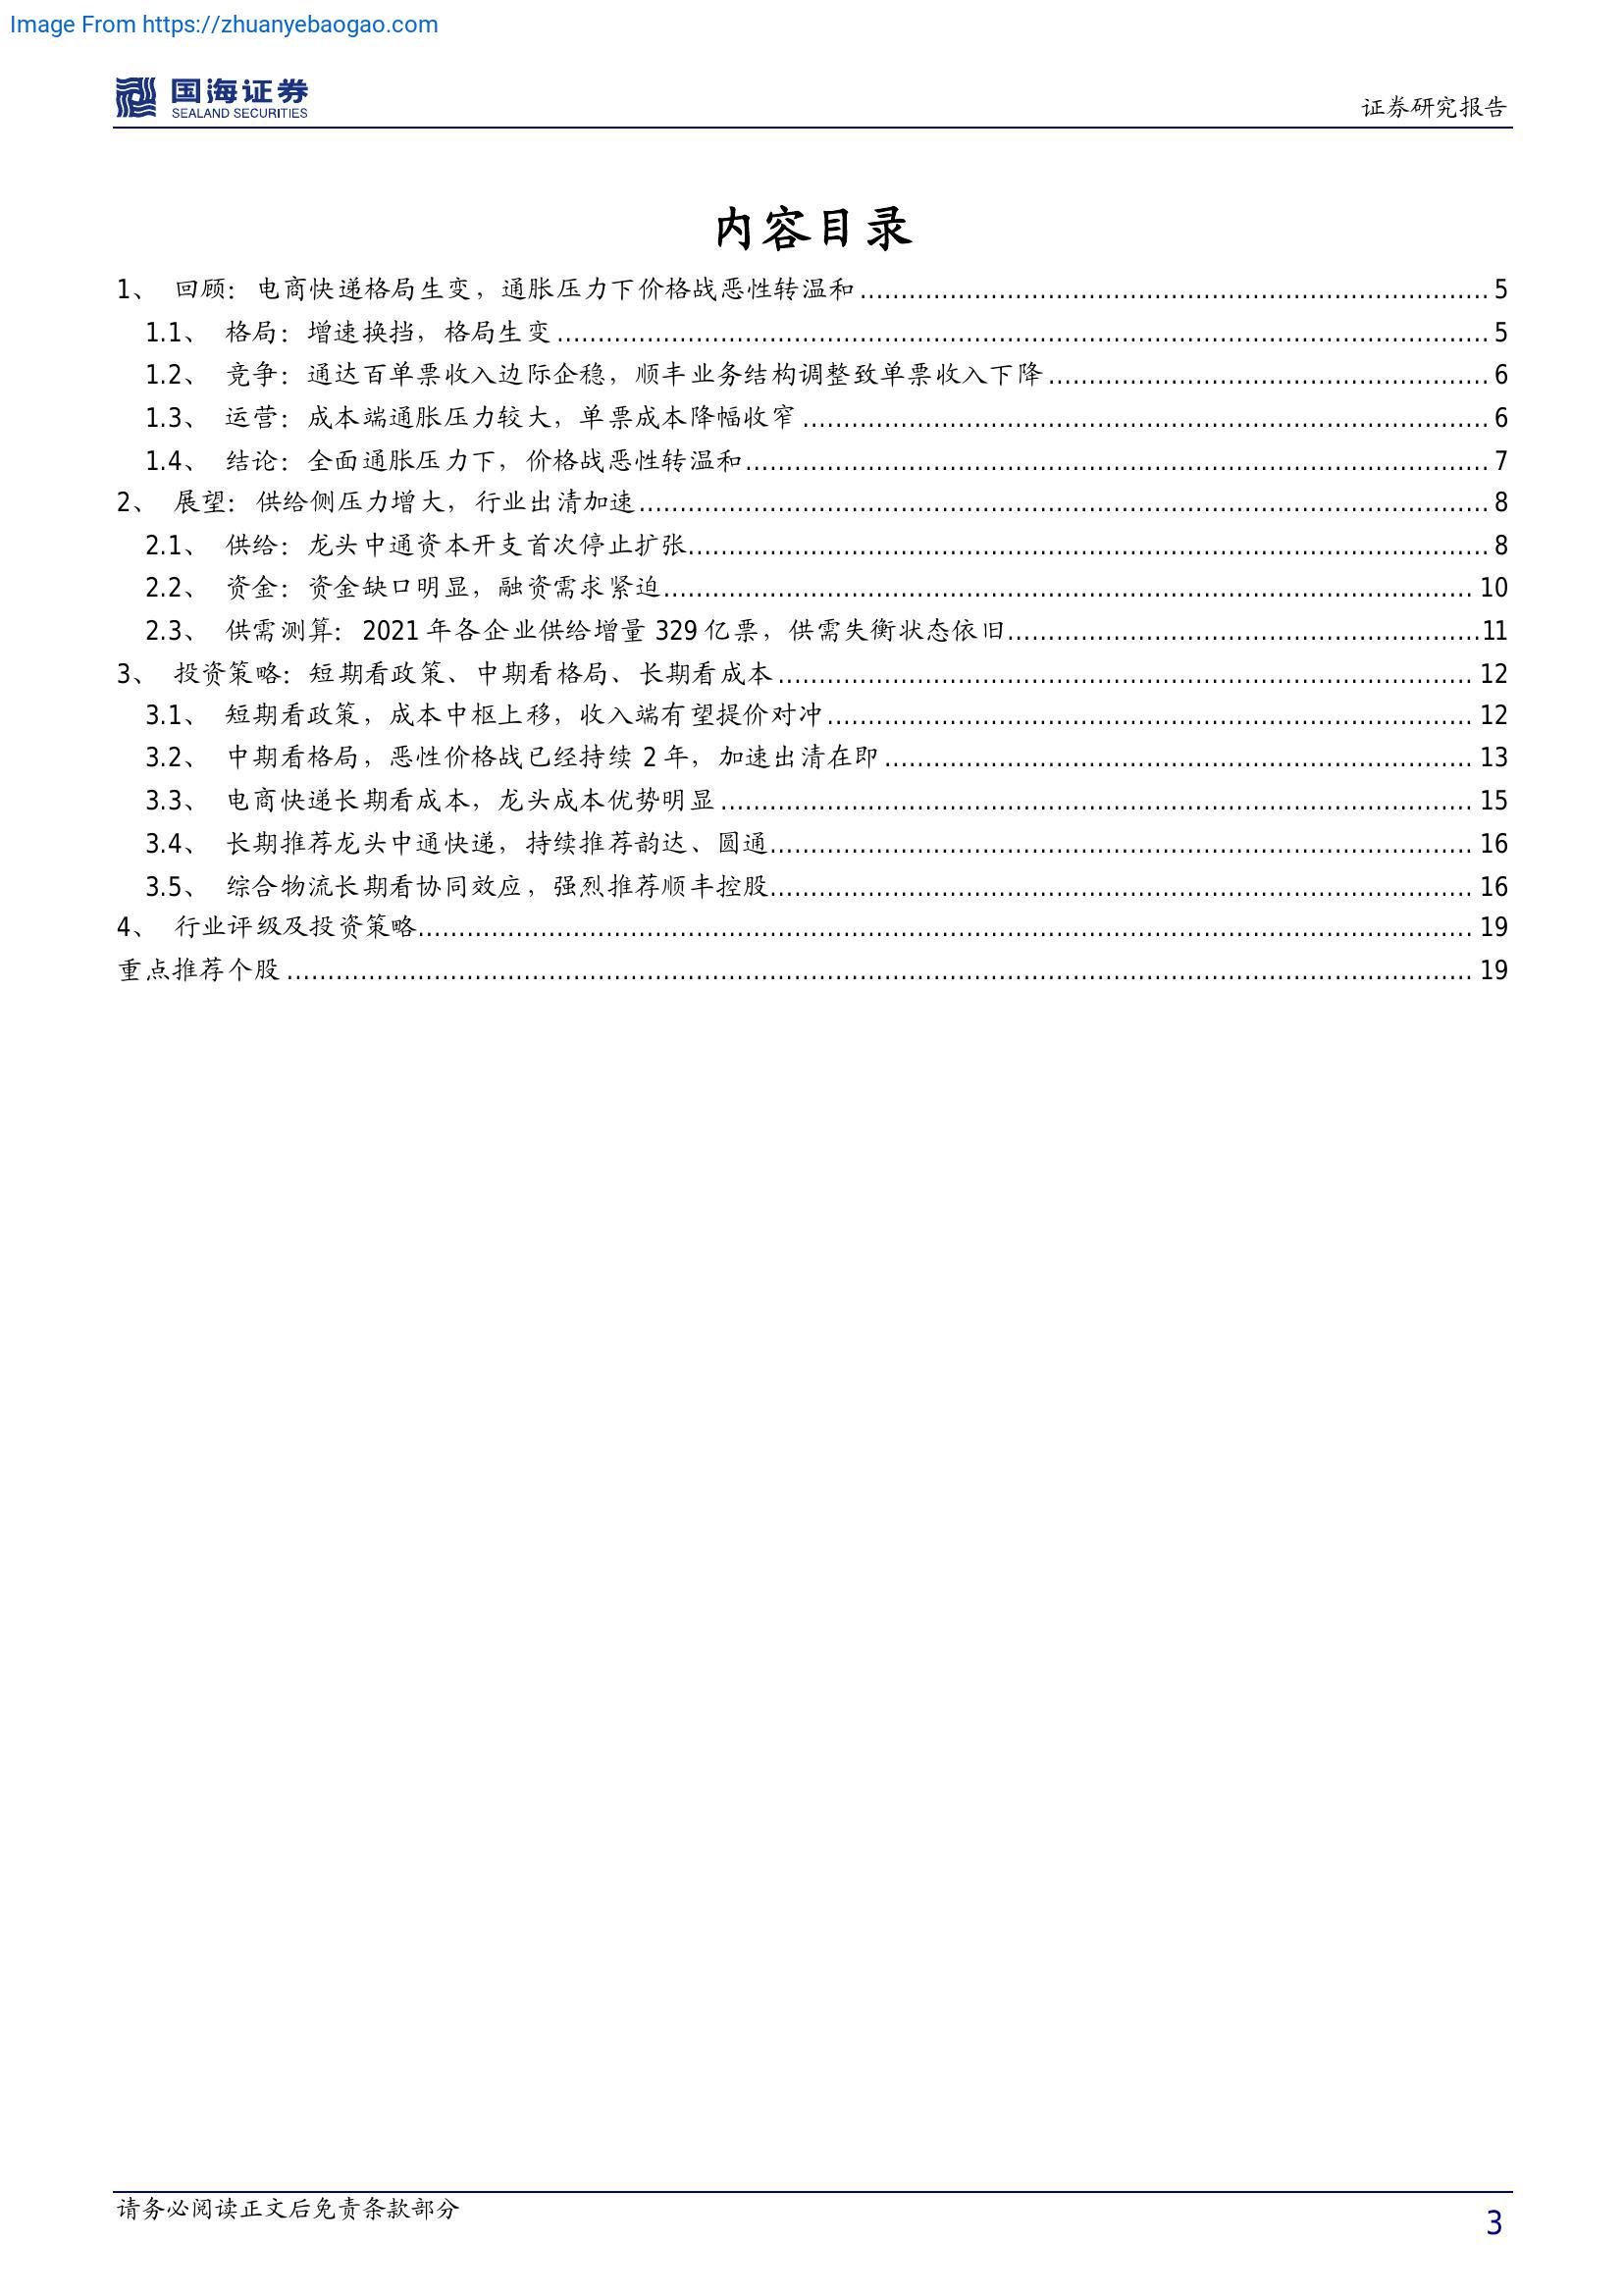 Image From https://zhuanyebaogao.com
国海证券
SEALAND SECURITIES
证券研究报告
内容目录
1、 回顾：电商快递格局生变，通胀压力下价格战恶性转温和 5
1.1、 格局：增速换挡，格局生变 5
1.2、 竞争：通达百单票收入边际企稳，顺丰业务结构调整致单票收入下降 6
1.3、 运营：成本端通胀压力较大，单票成本降幅收窄 6
1.4、 结论：全面通胀压力下，价格战恶性转温和 7
2、 展望：供给侧压力增大，行业出清加速 8
2.1、 供给：龙头中通资本开支首次停止扩张 8
2.2、 资金：资金缺口明显，融资需求紧迫 10
2.3、 供需测算：2021 年各企业供给增量 329 亿票，供需失衡状态依旧 11
3、 投资策略：短期看政策、中期看格局、长期看成本 12
3.1、 短期看政策，成本中枢上移，收入端有望提价对冲 12
3.2、 中期看格局，恶性价格战已经持续 2 年，加速出清在即 13
3.3、 电商快递长期看成本，龙头成本优势明显 15
3.4、 长期推荐龙头中通快递，持续推荐韵达、圆通 16
3.5、 综合物流长期看协同效应，强烈推荐顺丰控股 16
4、 行业评级及投资策略 19
重点推荐个股 19
请务必阅读正文后免责条款部分
3